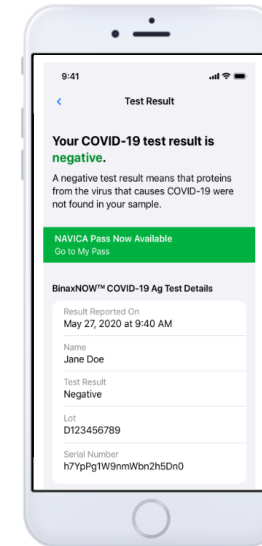 9:41
Test Result
Your COVID-19 test result is
negative.
A negative test result means that proteins
from the virus that causes COVID-19 were
not found in your sample.
NAVICA Pass Now Available
Go to My Pass
BinaxNOW™ COVID-19 Ag Test Details
Result Reported On
May 27, 2020 at 9:40 AM
Name
Jane Doe
Test Result
Negative
Lot
D123456789
Serial Number
h7YpPg1W9nmWbn2h5Dn0